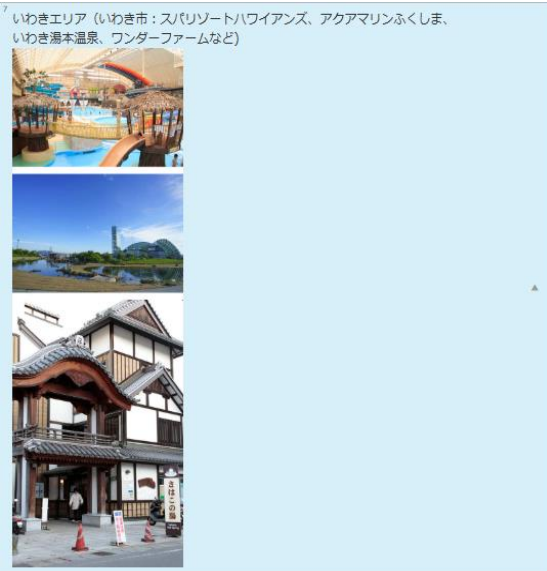 7
いわきエリア（いわき市：スパリゾートハワイアンズ、アクアマリンふくしま、
いわき湯本温泉、ワンダーファームなど)
さはこの湯